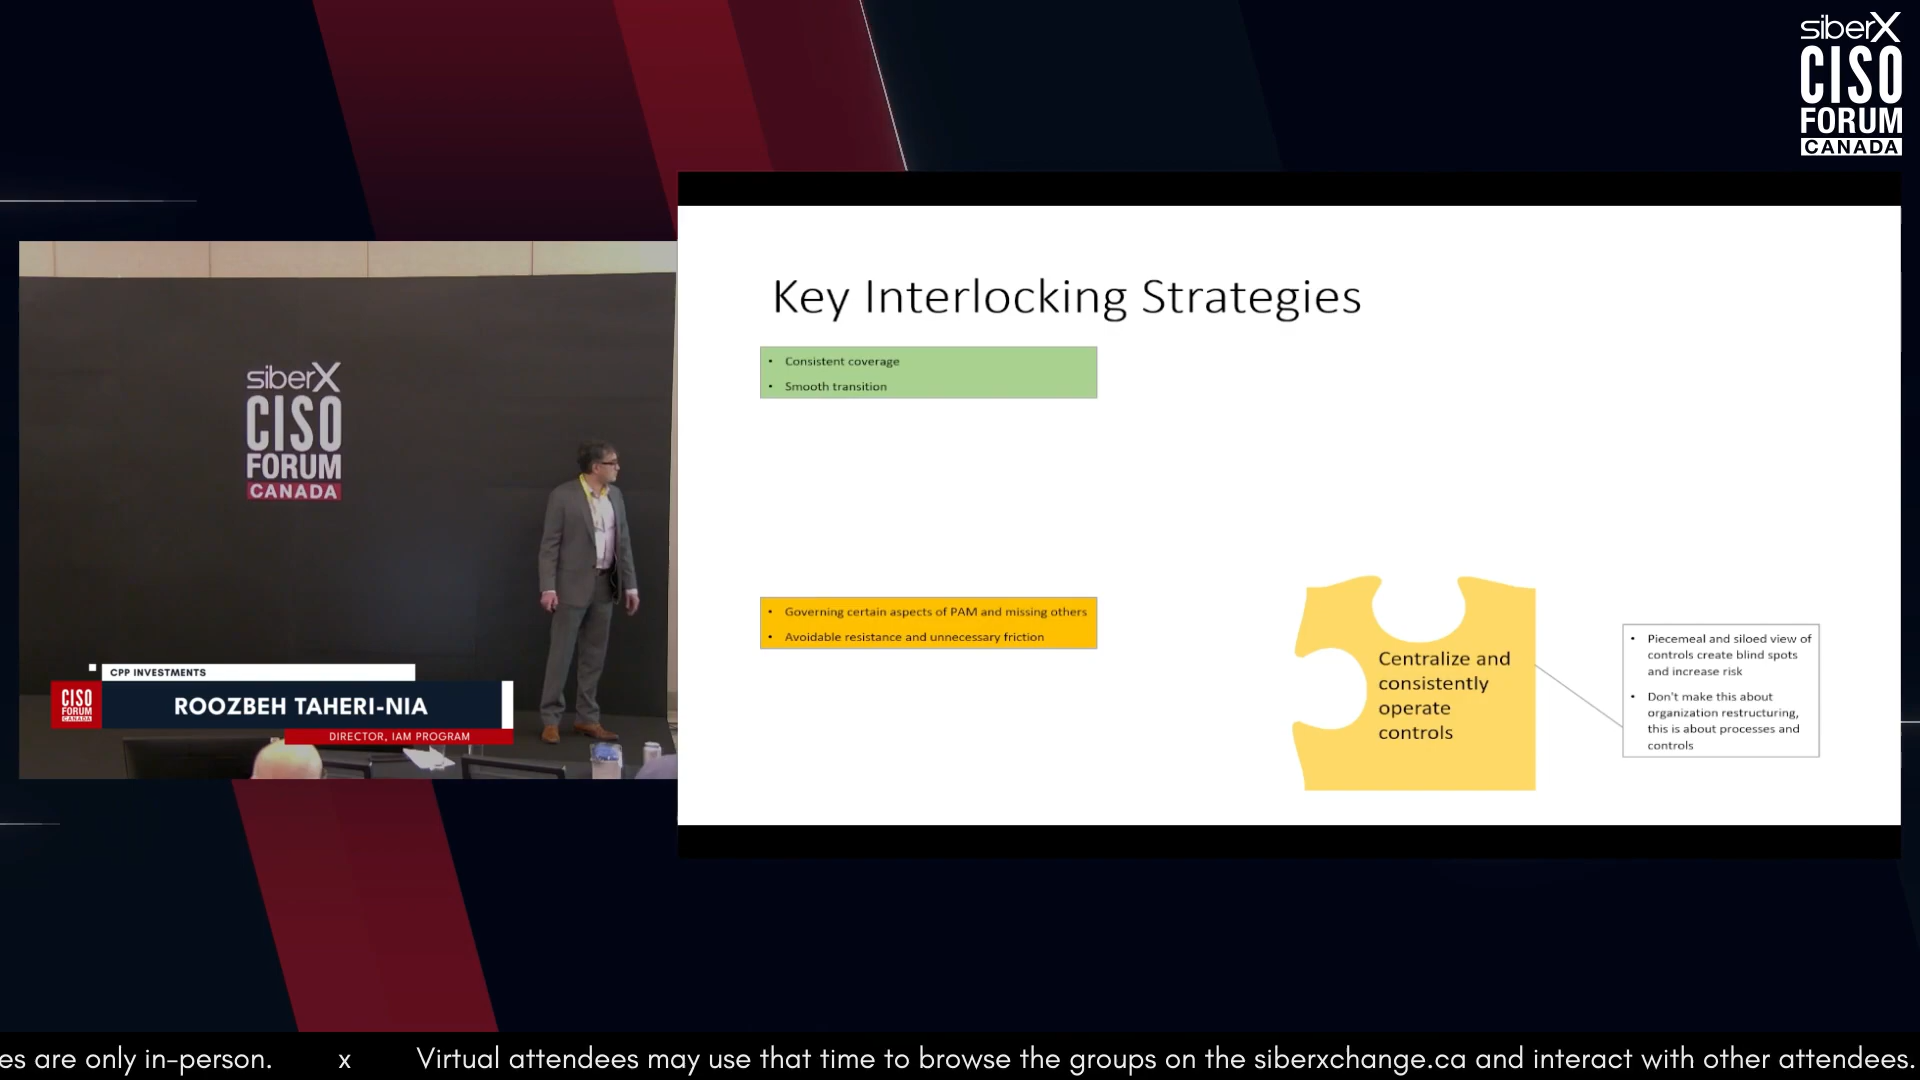 siberX
CISO
FORUM
CANADA
siberX
CISO
FORUM
CANADA
CPP INVESTMENTS
CISO
FORUM
CANADA
ROOZBEH TAHERI-NIA
DIRECTOR, IAM PROGRAM
Key Interlocking Strategies
• Consistent coverage
• Smooth transition
• Governing certain aspects of PAM and missing others
• Avoidable resistance and unnecessary friction
Centralize and
consistently
operate
controls
• Piecemeal and siloed view of
controls create blind spots
and increase risk
• Don't make this about
organization restructuring,
this is about processes and
controls
es are only in-person. x Virtual attendees may use that time to browse the groups on the siberxchange.ca and interact with other attendees.